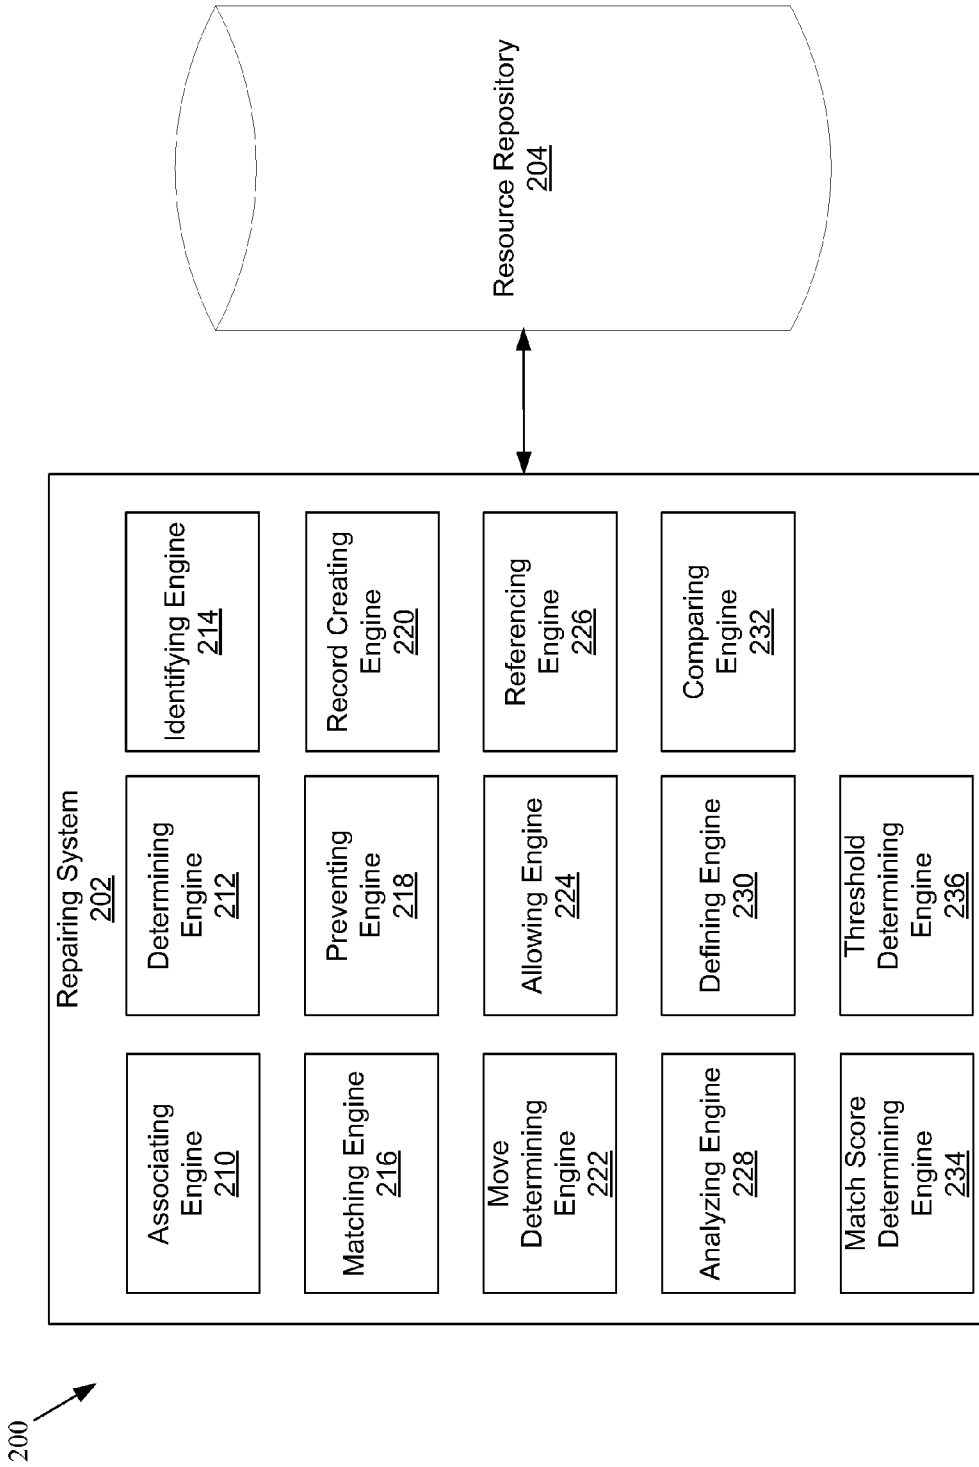 200
Repairing System
202
Associating
Engine
210
Determining
Engine
212
Identifying Engine
214
Matching Engine
216
Preventing
Engine
218
Record Creating
Engine
220
Move
Determining
Engine
222
Allowing Engine
224
Referencing
Engine
226
Analyzing Engine
228
Defining Engine
230
Comparing
Engine
232
Match Score
Determining
Engine
234
Threshold
Determining
Engine
236
Resource Repository
204